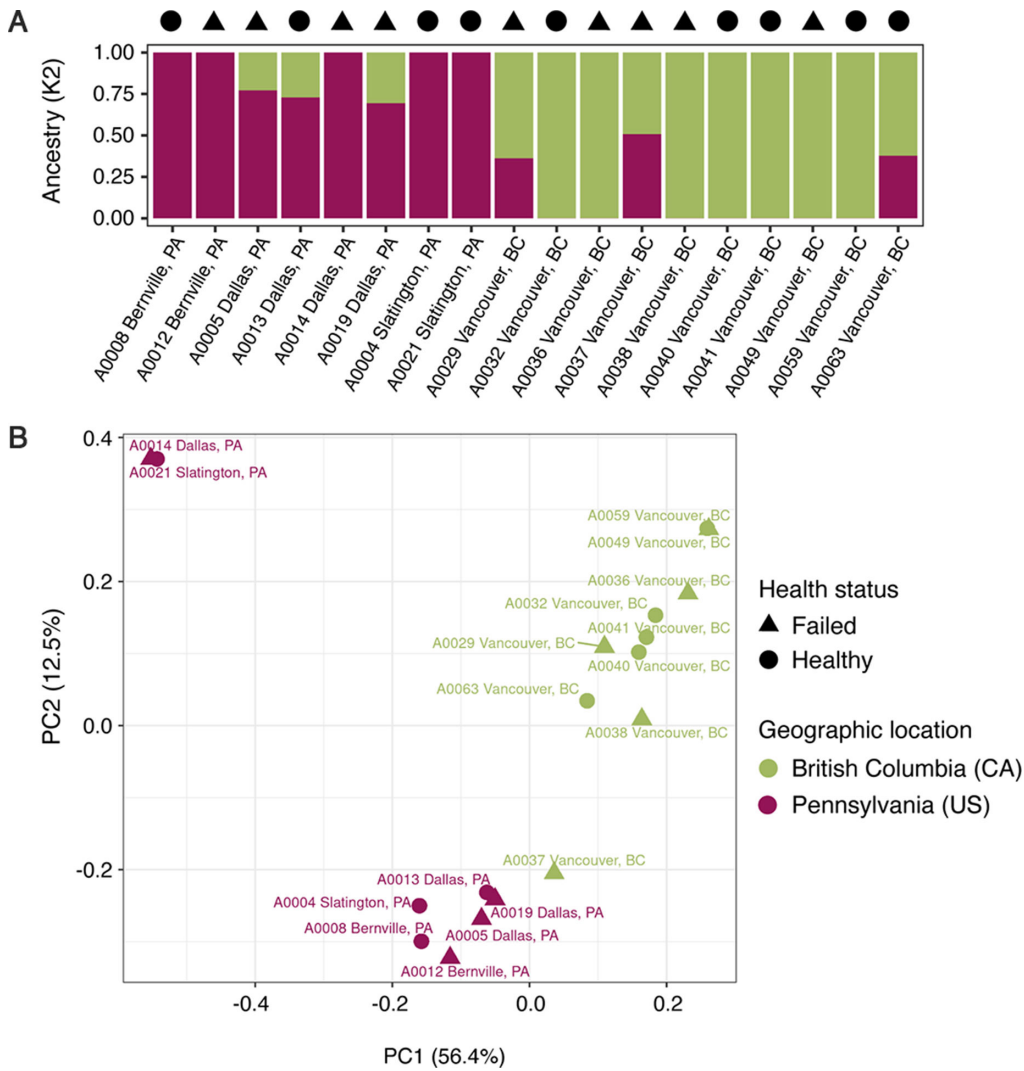 A
Ancestry (K2)
1.00
0.75
0.50
0.25
0.00
A0008 Bernville, PA
A0012 Bernville, PA
A0005 Dallas, PA
A0013 Dallas, PA
A0014 Dallas, PA
A0019 Dallas, PA
A0004 Slatington, PA
A0021 Slatington, PA
A0029 Vancouver, BC
A0032 Vancouver, BC
A0036 Vancouver, BC
A0037 Vancouver, BC
A0038 Vancouver, BC
A0040 Vancouver, BC
A0041 Vancouver, BC
A0049 Vancouver, BC
A0059 Vancouver, BC
A0063 Vancouver, BC
B
PC2 (12.5%)
0.4
0.2
0.0
-0.2
A0014 Dallas, PA
A0021 Slatington, PA
A0059 Vancouver, BC
A0049 Vancouver, BC
A0036 Vancouver, BC
A0032 Vancouver, BC
A0041 Vancouver, BC
A0029 Vancouver, BC
A0040 Vancouver, BC
A0063 Vancouver, BC
A0038 Vancouver, BC
A0037 Vancouver, BC
A0013 Dallas, PA
A0004 Slatington, PA
A0019 Dallas, PA
A0008 Bernville, PA
A0005 Dallas, PA
A0012 Bernville, PA
-0.4
-0.2
0.0
0.2
PC1 (56.4%)
Health status
Failed
Healthy
Geographic location
British Columbia (CA)
Pennsylvania (US)